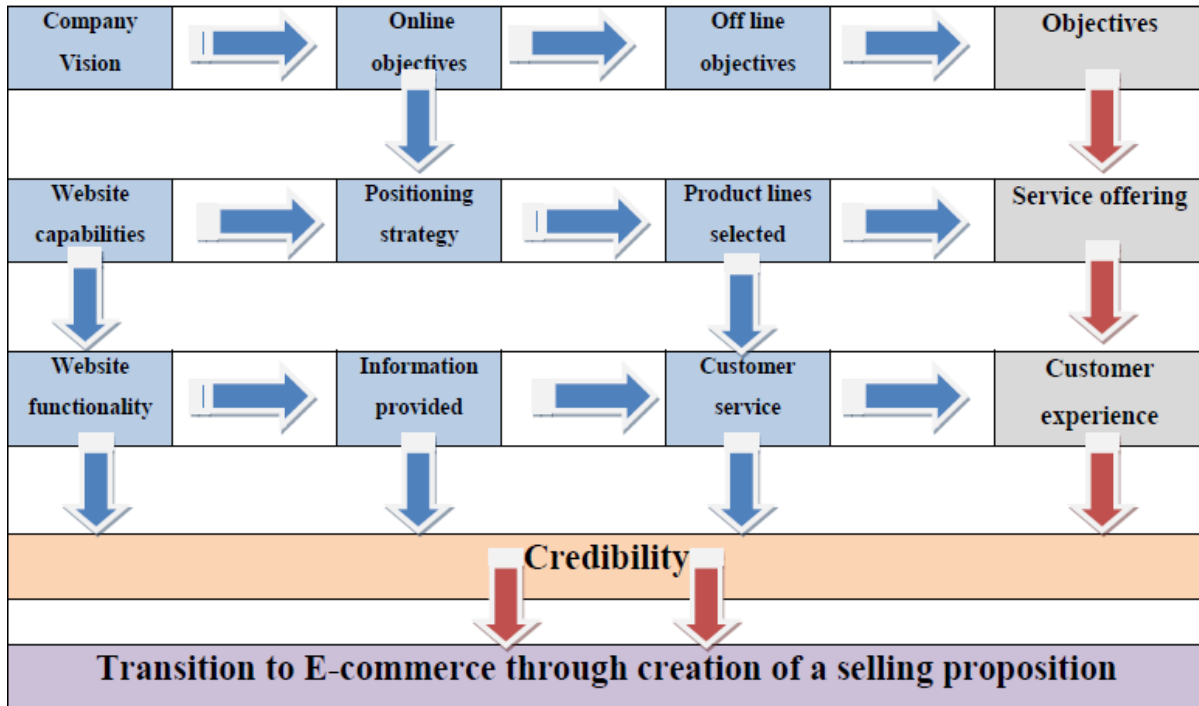 Company
Vision
Online
objectives
Off line
objectives
Objectives
Website
capabilities
Positioning
strategy
Product lines
selected
Service offering
Website
functionality
Information
provided
Customer
service
Customer
experience
Credibility
Transition to E-commerce through creation of a selling proposition